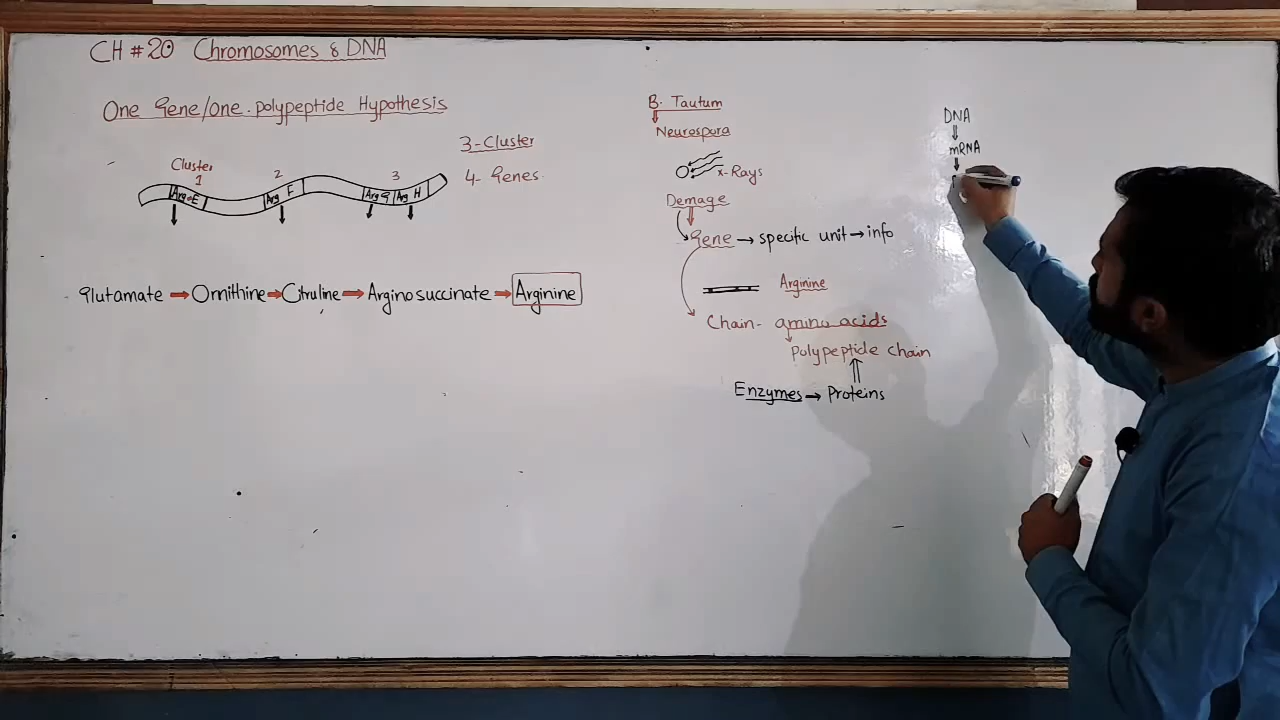 CH #20 Chromosomes & DNA
One Gene/one-polypeptide Hypothesis
3-Cluster
4- Genes
Cluster
1
2
3
Arg-E
Arg F
Arg G
Arg H
Glutamate → Ornithine → Citruline → Arginosuccinate → Arginine
B. Tautum
Neurospora
x-Rays
Demage
Gene → specific unit → info
Arginine
Chain- amino acids
Polypeptide chain
Enzymes → Proteins
DNA
mRNA